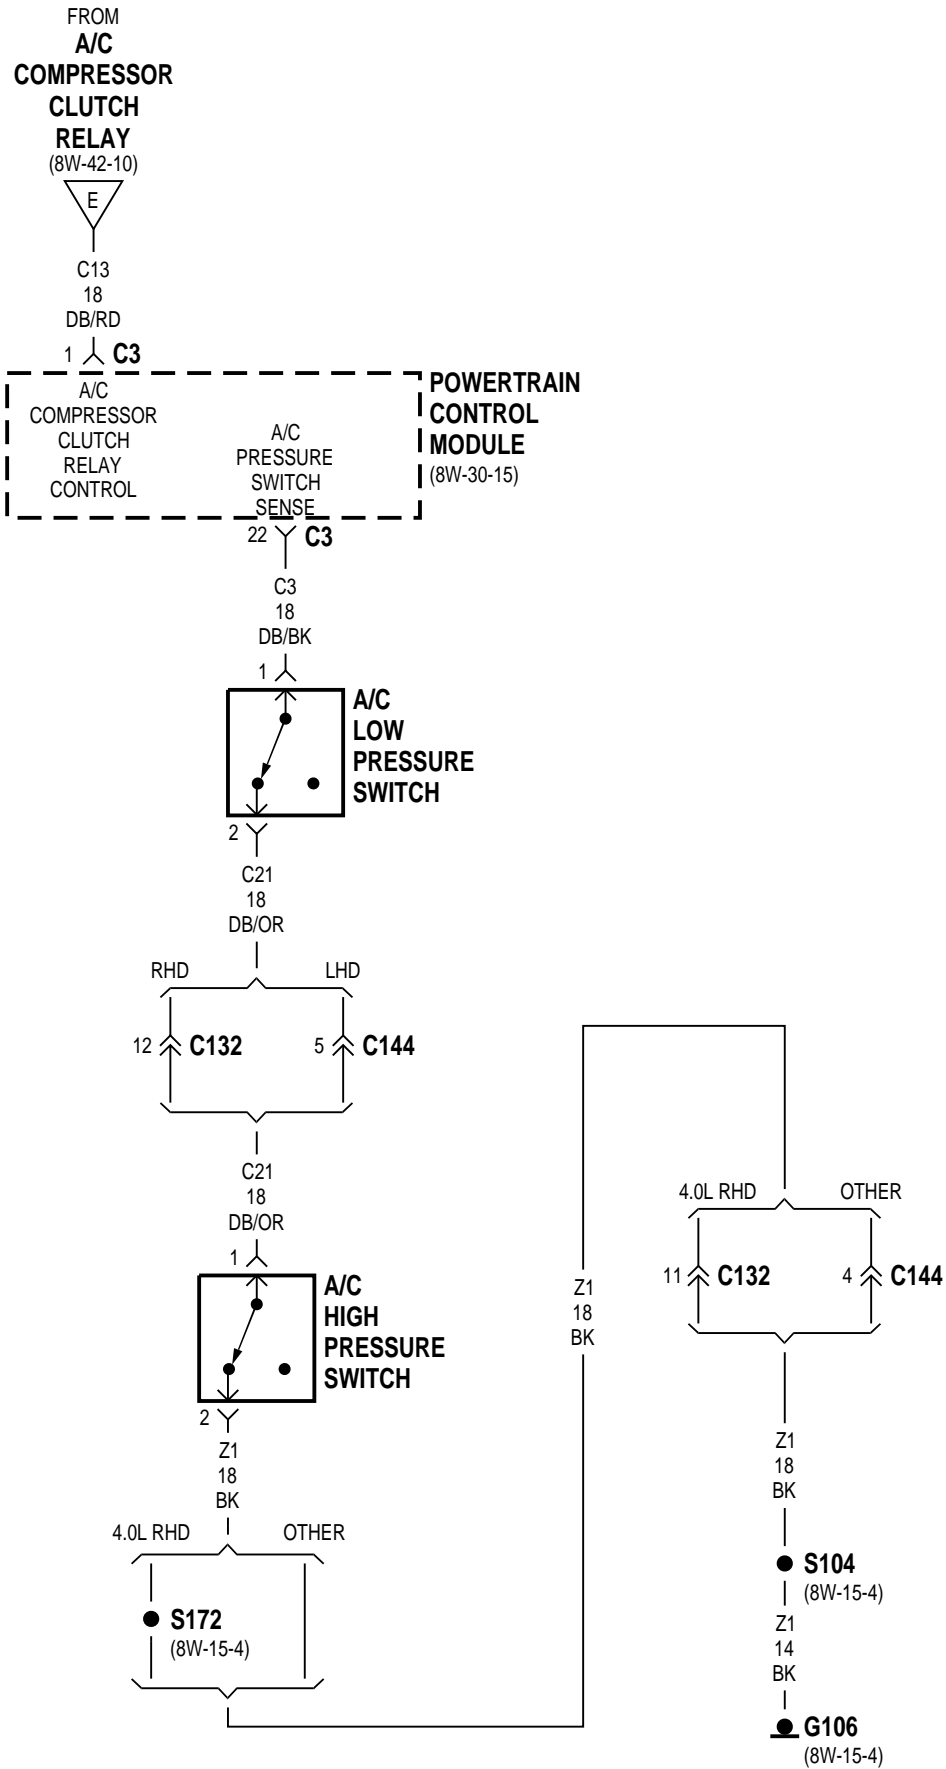 FROM
A/C
COMPRESSOR
CLUTCH
RELAY
(8W-42-10)
E
C13
18
DB/RD
1 C3
A/C
COMPRESSOR
CLUTCH
RELAY
CONTROL
A/C
PRESSURE
SWITCH
SENSE
POWERTRAIN
CONTROL
MODULE
(8W-30-15)
22 C3
C3
18
DB/BK
1
A/C
LOW
PRESSURE
SWITCH
2
C21
18
DB/OR
RHD LHD
12 C132 5 C144
C21
18
DB/OR
1
A/C
HIGH
PRESSURE
SWITCH
2
Z1
18
BK
4.0L RHD OTHER
S172
(8W-15-4)
Z1
18
BK
4.0L RHD OTHER
11 C132 4 C144
Z1
18
BK
S104
(8W-15-4)
Z1
14
BK
G106
(8W-15-4)